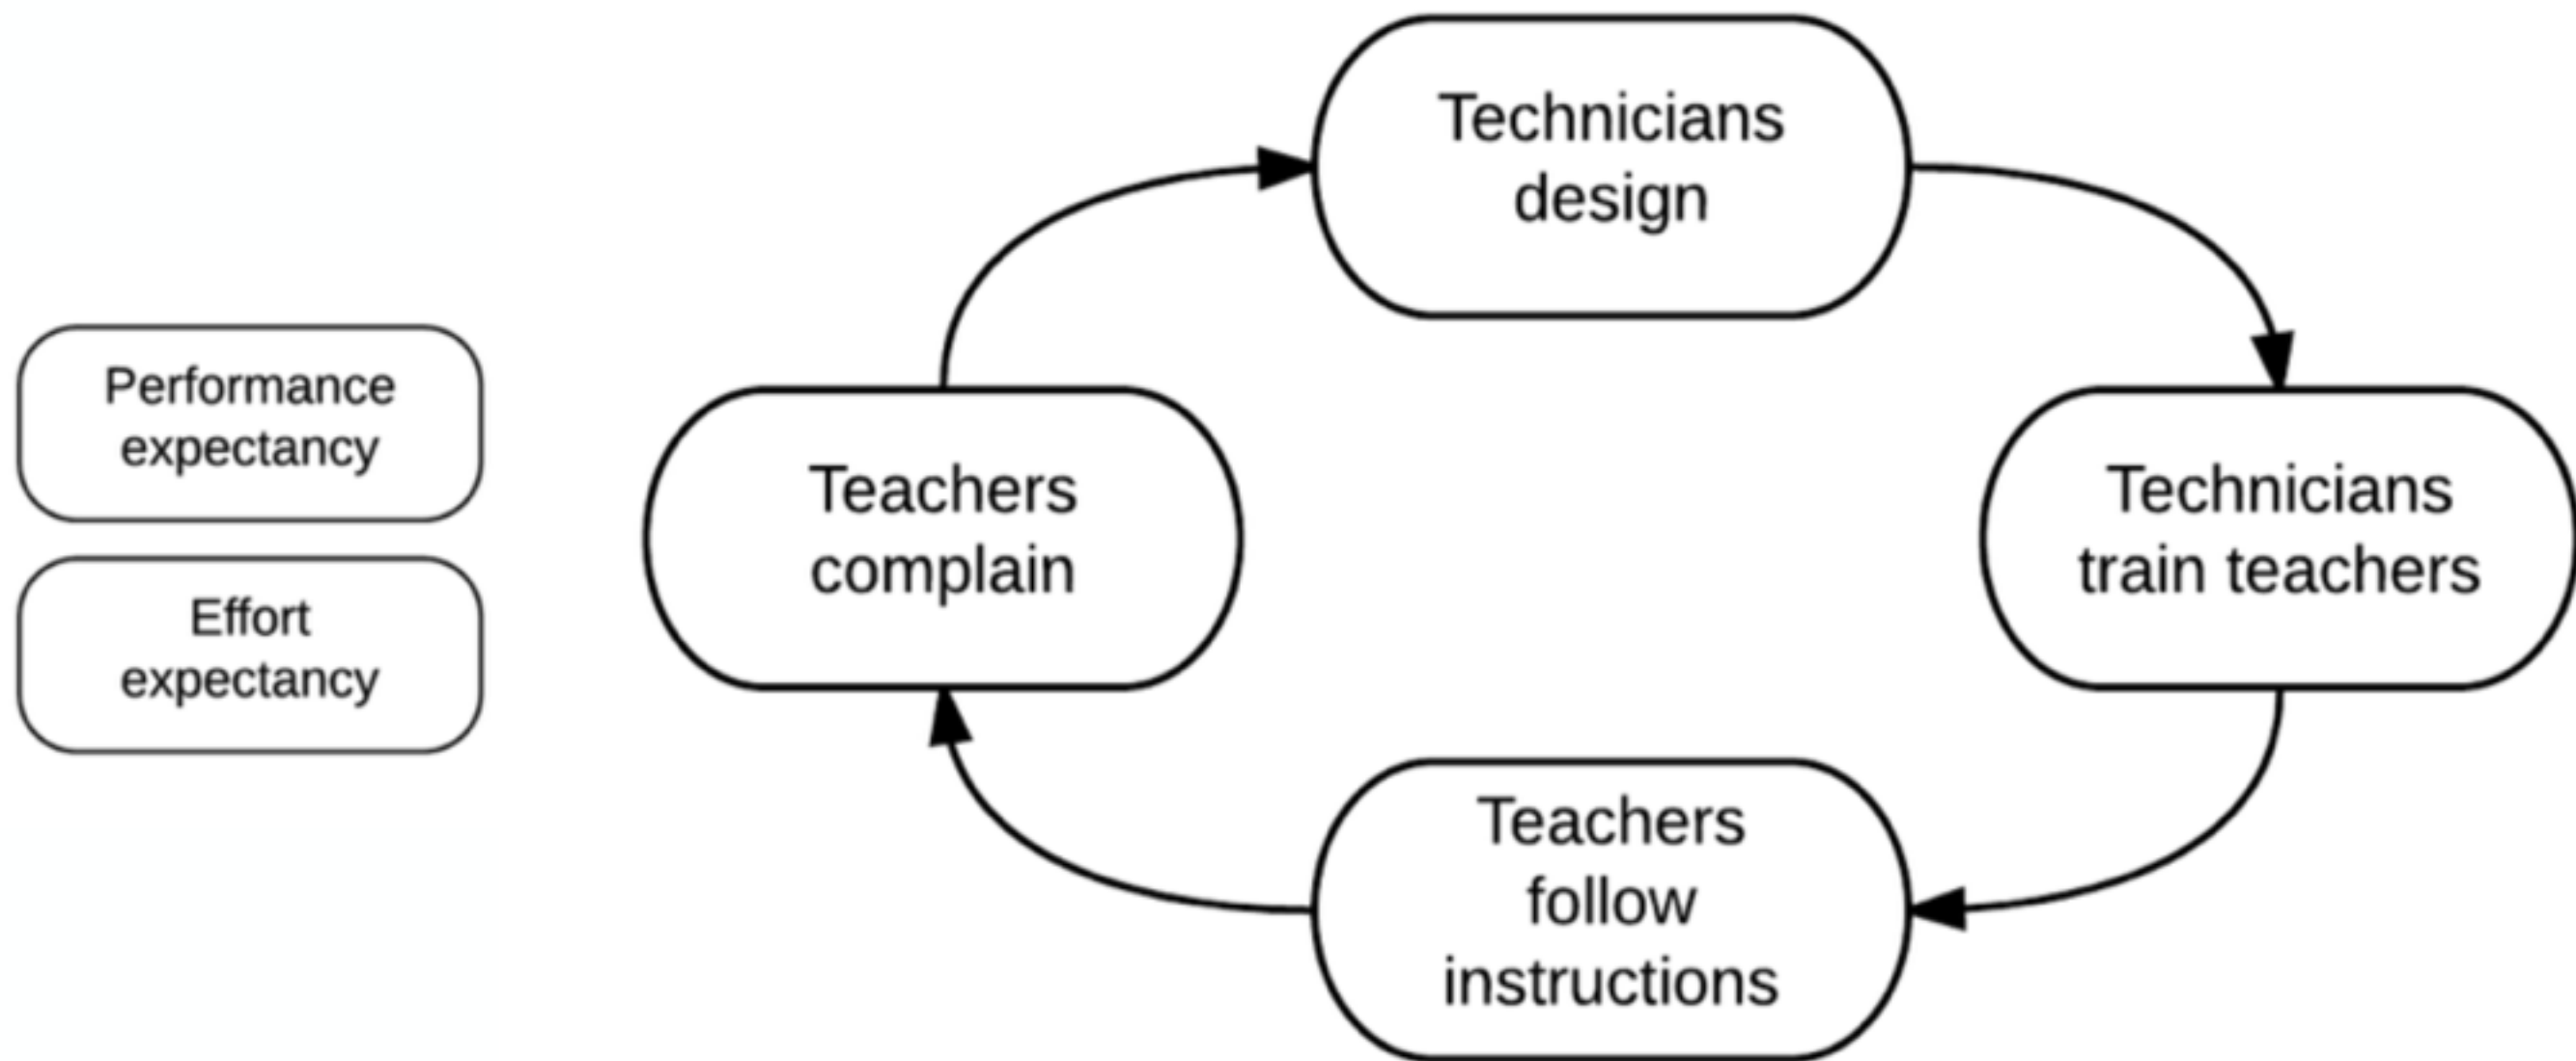 Performance
expectancy
Effort
expectancy
Technicians
design
Teachers
complain
Technicians
train teachers
Teachers
follow
instructions